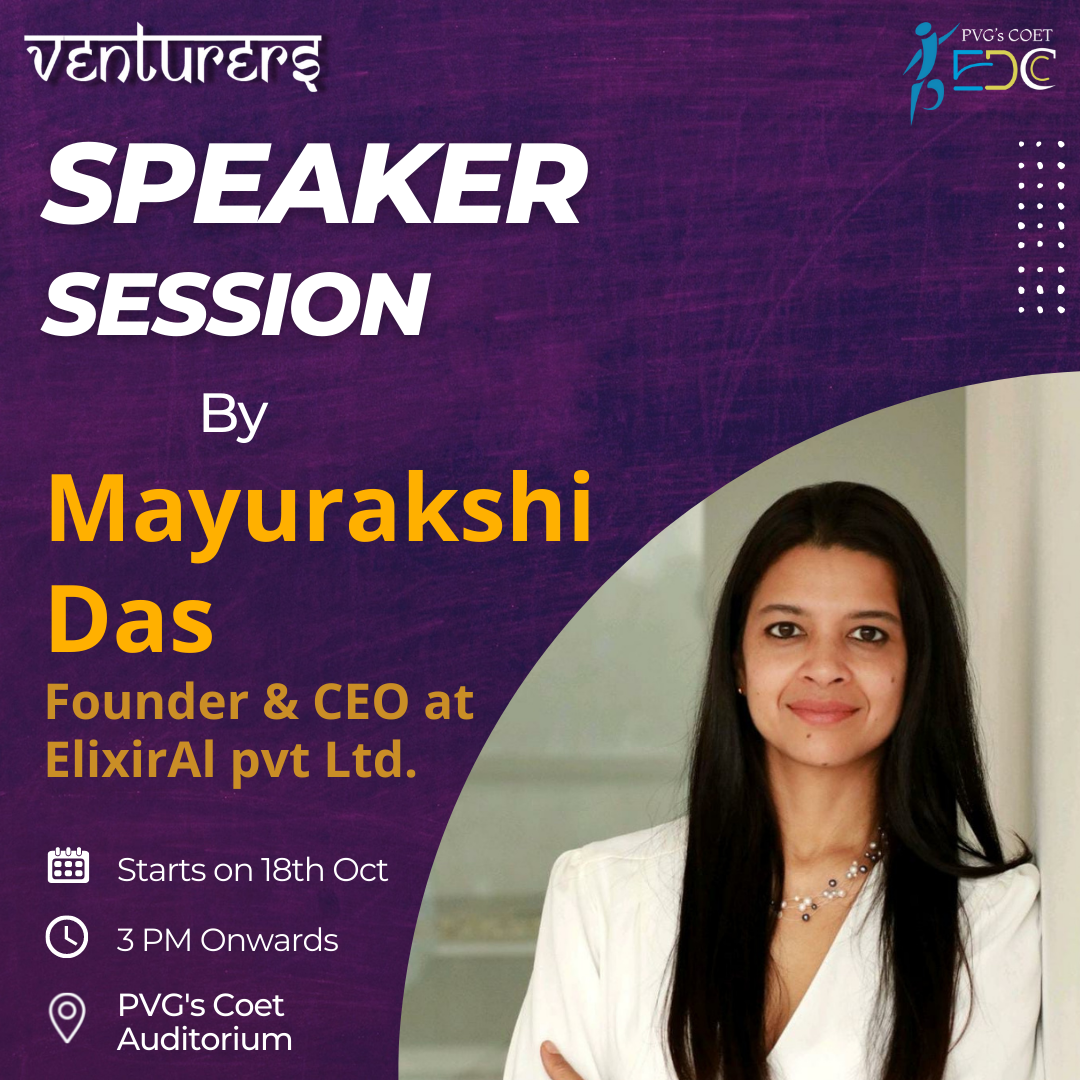 venturers
PVG's COET
EDC
SPEAKER
SESSION
By
Mayurakshi
Das
Founder & CEO at
ElixirAl pvt Ltd.
Starts on 18th Oct
3 PM Onwards
PVG's Coet
Auditorium